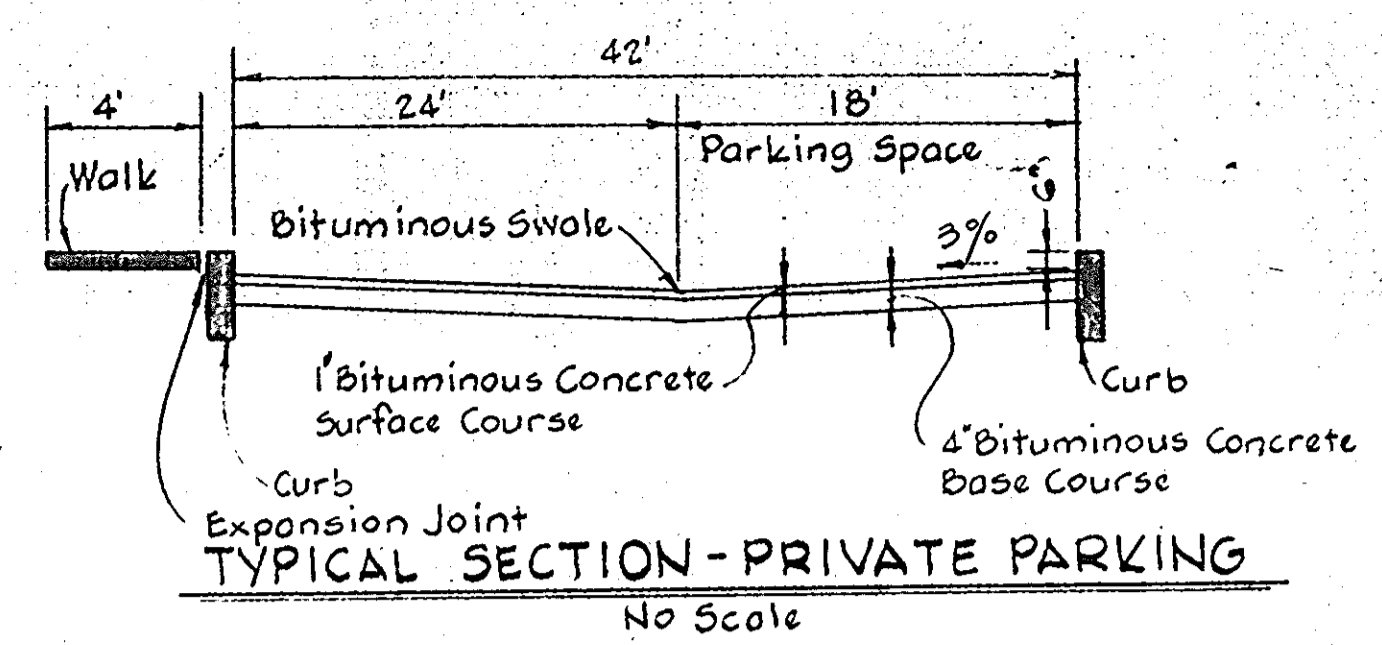 42'
4'
24'
18'
Parking Space
Walk
6"
Bituminous Swale
3%
1" Bituminous Concrete
Surface Course
Curb
4" Bituminous Concrete
Base Course
Curb
Expansion Joint
TYPICAL SECTION - PRIVATE PARKING
No Scale